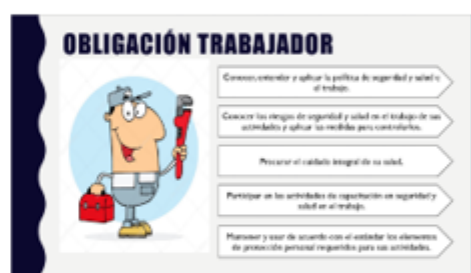 OBLIGACIÓN TRABAJADOR
Conocer, entender y aplicar la política de seguridad y salud
el trabajo.
Conocer los riesgos de seguridad y salud en el trabajo de sus
actividades y aplicar las medidas para controlarlos.
Procurar el cuidado integral de su salud.
Participar en las actividades de capacitación en seguridad y
salud en el trabajo.
Mantener y usar de acuerdo con el estándar los elementos
de protección personal requeridos para sus actividades.